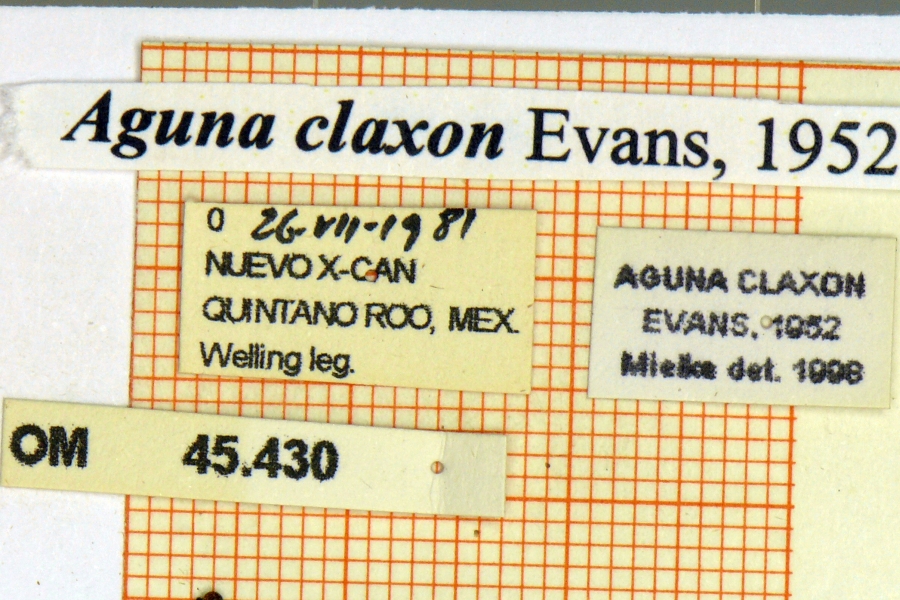 Aguna claxon Evans, 1952
0 26-VII-1981
NUEVO X-CAN
QUINTANO ROO, MEX.
Welling leg.
AGUNA CLAXON
EVANS, 1952
Mielke det. 1998
OM 45.430